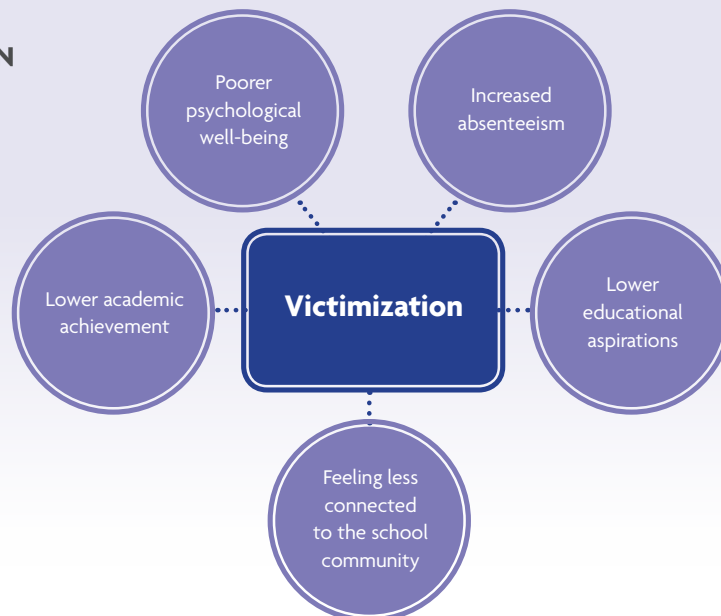 N
Poorer
psychological
well-being
Increased
absenteeism
Lower academic
achievement
Victimization
Lower
educational
aspirations
Feeling less
connected
to the school
community